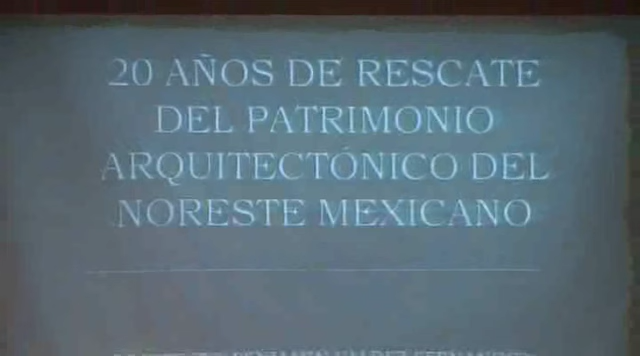 20 AÑOS DE RESCATE
DEL PATRIMONIO
ARQUITECTÓNICO DEL
NORESTE MEXICANO